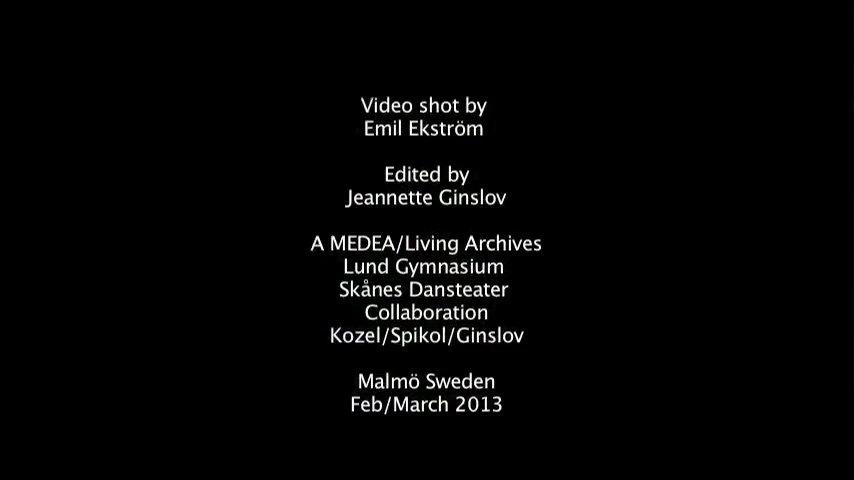 Video shot by
Emil Ekström
Edited by
Jeannette Ginslov
A MEDEA/Living Archives
Lund Gymnasium
Skånes Dansteater
Collaboration
Kozel/Spikol/Ginslov
Malmö Sweden
Feb/March 2013